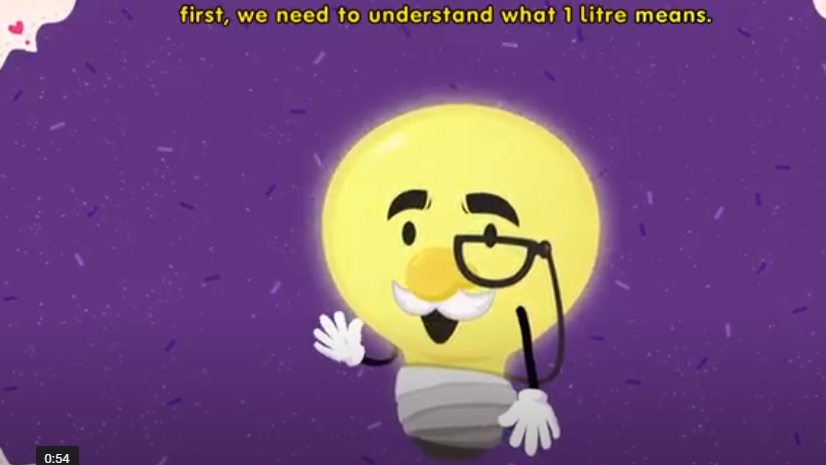 first, we need to understand what 1 litre means.
0:54